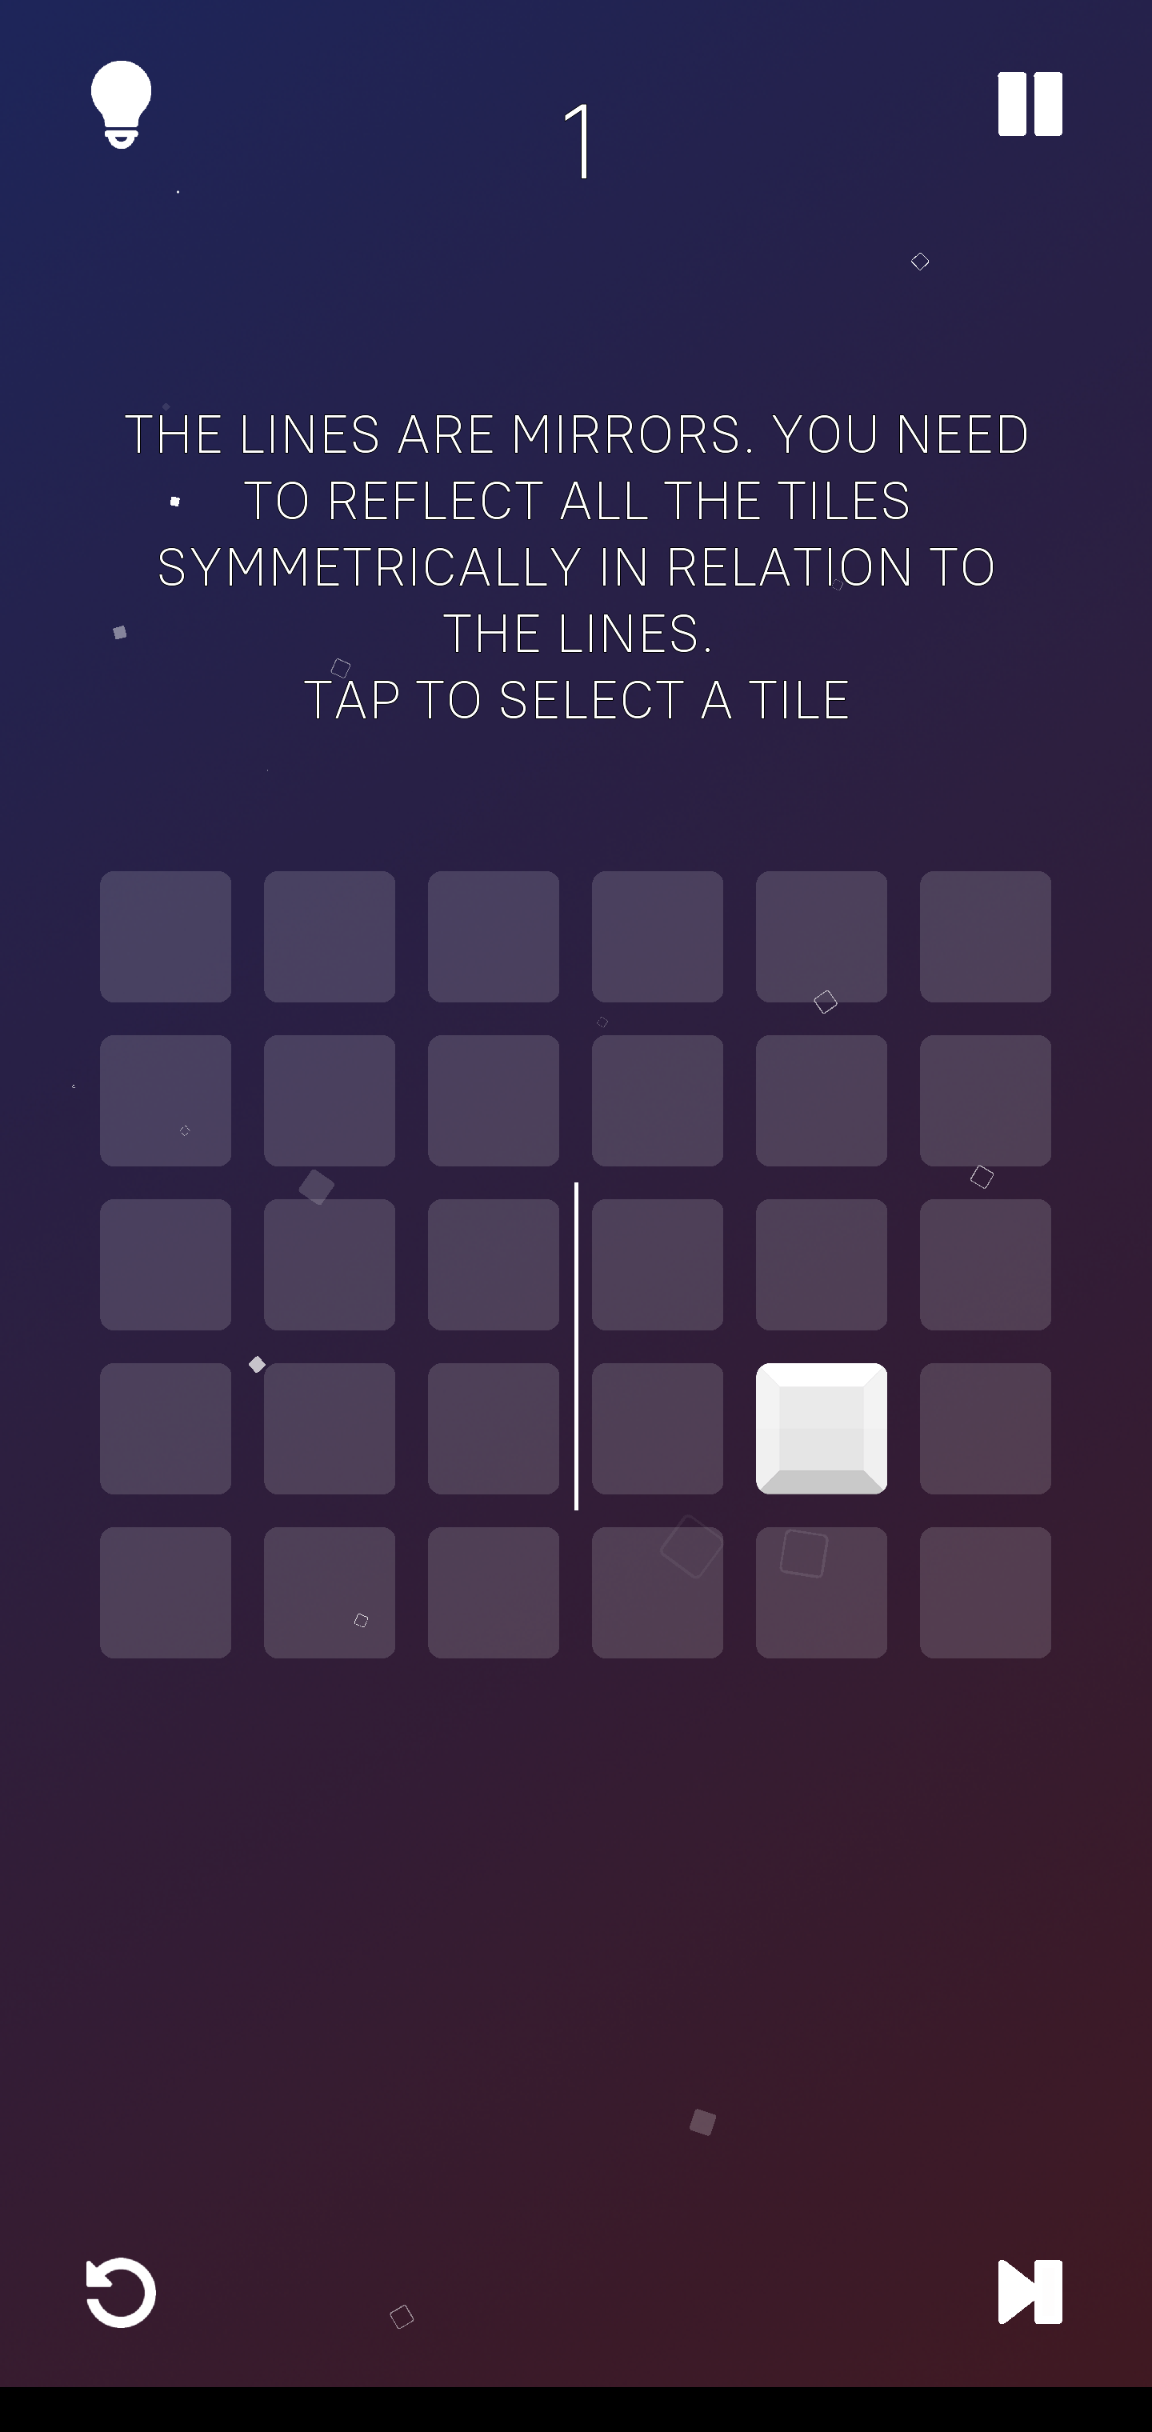 1
THE LINES ARE MIRRORS. YOU NEED
TO REFLECT ALL THE TILES
SYMMETRICALLY IN RELATION TO
THE LINES.
TAP TO SELECT A TILE